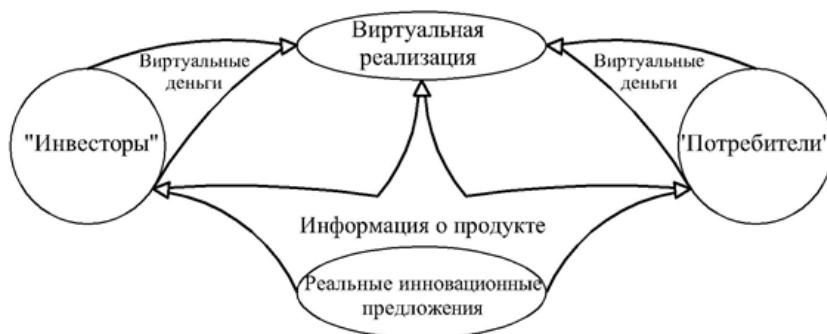 Виртуальная
реализация
Виртуальные
деньги
Виртуальные
деньги
"Инвесторы"
"Потребители"
Информация о продукте
Реальные инновационные
предложения